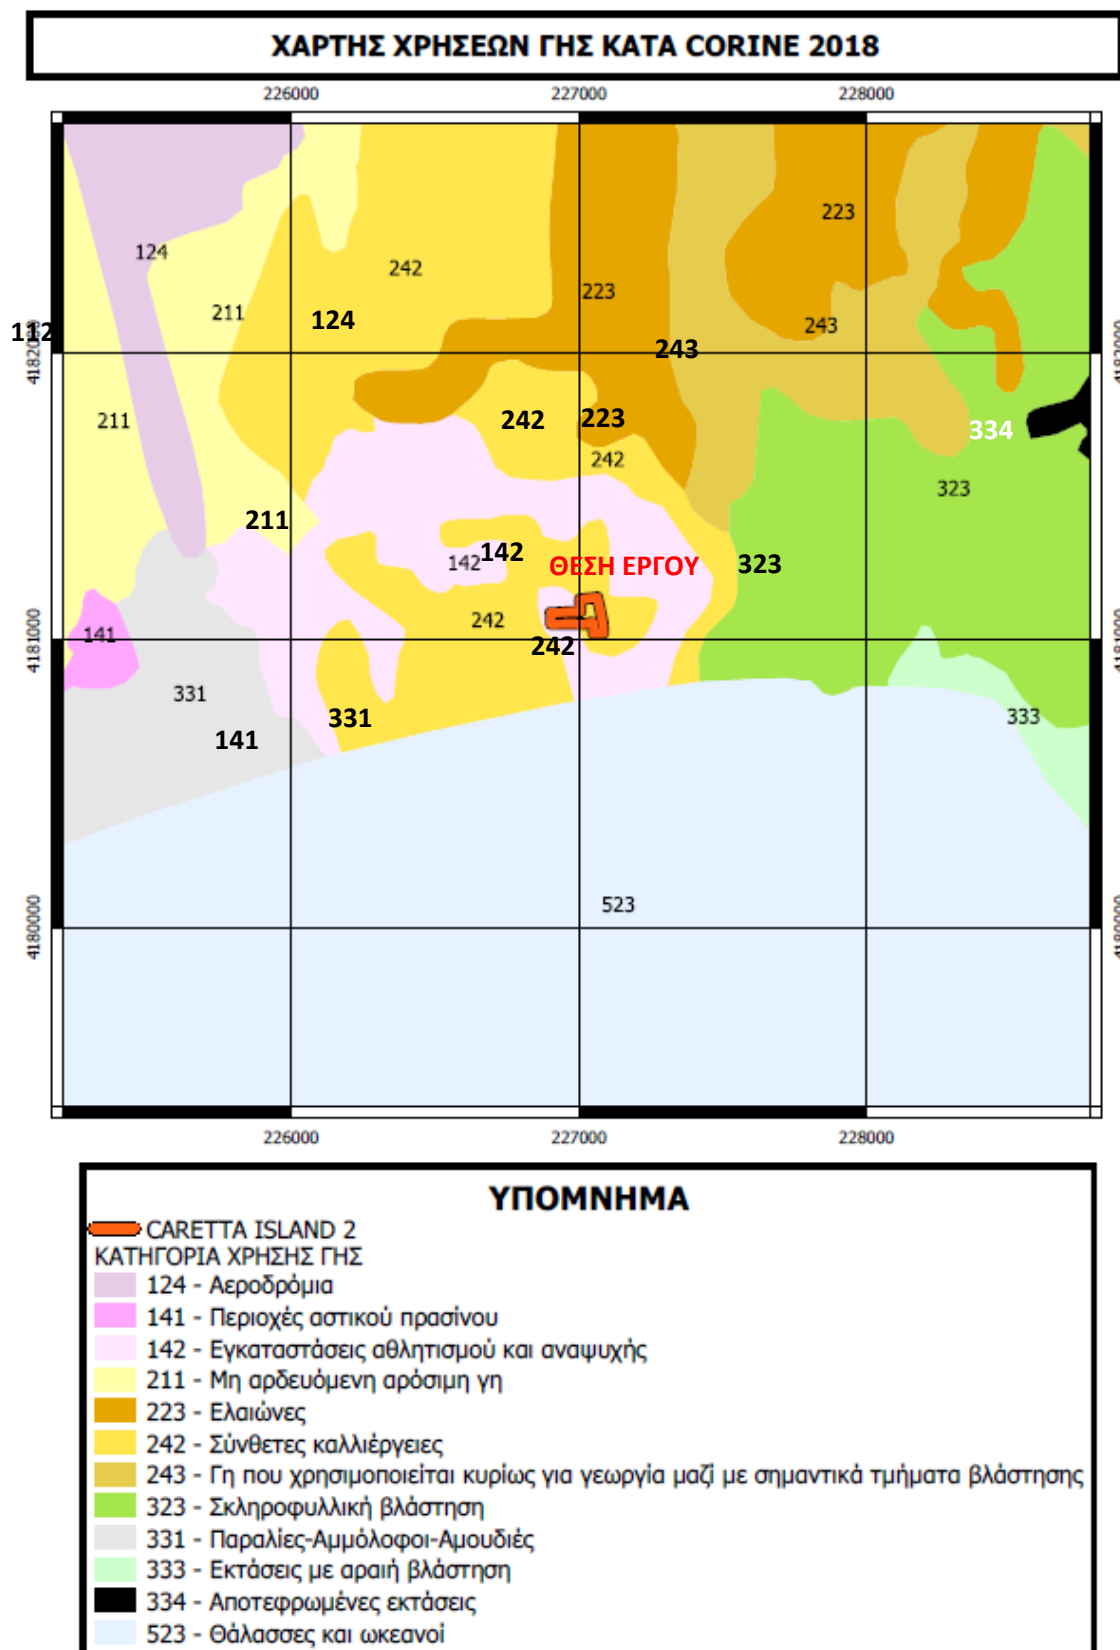 ΧΑΡΤΗΣ ΧΡΗΣΕΩΝ ΓΗΣ ΚΑΤΑ CORINE 2018
226000 227000 228000
223
124
242
223
211
124
243
112
4182000
243
4182000
211
242
223
334
242
323
211
142
142
ΘΕΣΗ ΕΡΓΟΥ
323
242
141
4181000
242
4181000
331
331
333
141
523
4180000
4180000
226000 227000 228000
ΥΠΟΜΝΗΜΑ
CARETTA ISLAND 2
ΚΑΤΗΓΟΡΙΑ ΧΡΗΣΗΣ ΓΗΣ
124 - Αεροδρόμια
141 - Περιοχές αστικού πρασίνου
142 - Εγκαταστάσεις αθλητισμού και αναψυχής
211 - Μη αρδευόμενη αρόσιμη γη
223 - Ελαιώνες
242 - Σύνθετες καλλιέργειες
243 - Γη που χρησιμοποιείται κυρίως για γεωργία μαζί με σημαντικά τμήματα βλάστησης
323 - Σκληροφυλλική βλάστηση
331 - Παραλίες-Αμμόλοφοι-Αμουδιές
333 - Εκτάσεις με αραιή βλάστηση
334 - Αποτεφρωμένες εκτάσεις
523 - Θάλασσες και ωκεανοί